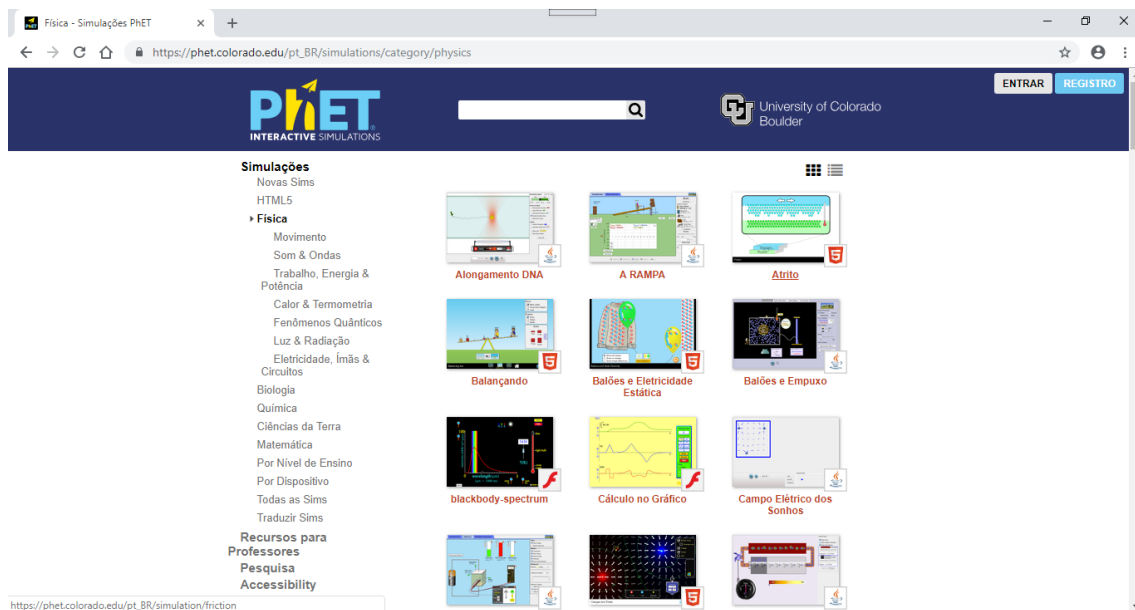 Física - Simulações PhET
https://phet.colorado.edu/pt_BR/simulations/category/physics
ENTRAR REGISTRO
PhET
INTERACTIVE SIMULATIONS
University of Colorado
Boulder
Simulações
Novas Sims
HTML5
Física
Movimento
Som & Ondas
Trabalho, Energia &
Potência
Calor & Termometria
Fenômenos Quânticos
Luz & Radiação
Eletricidade, Ímãs &
Circuitos
Biologia
Química
Ciências da Terra
Matemática
Por Nível de Ensino
Por Dispositivo
Todas as Sims
Traduzir Sims
Recursos para
Professores
Pesquisa
Accessibility
Alongamento DNA
A RAMPA
Atrito
Balançando
Balões e Eletricidade
Estática
Balões e Empuxo
blackbody-spectrum
Cálculo no Gráfico
Campo Elétrico dos
Sonhos
https://phet.colorado.edu/pt_BR/simulation/friction